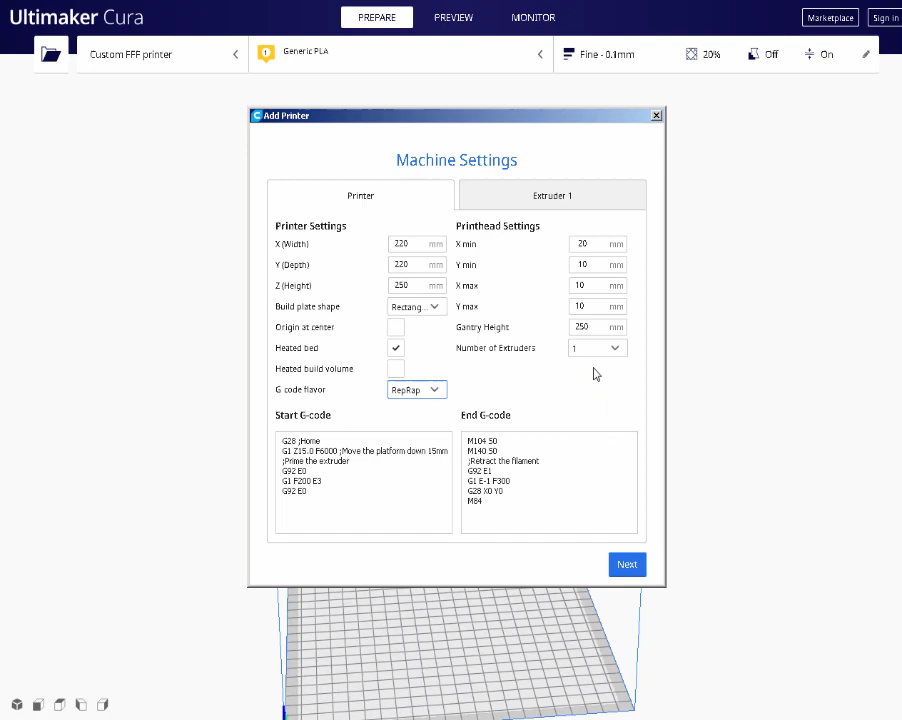 Ultimaker Cura
PREPARE
PREVIEW
MONITOR
Marketplace
Sign in
Custom FFF printer
Generic PLA
Fine - 0.1mm
20%
Off
On
Add Printer
Machine Settings
Printer
Extruder 1
Printer Settings
X (Width) 220 mm
Y (Depth) 220 mm
Z (Height) 250 mm
Build plate shape Rectang...
Origin at center
Heated bed
Heated build volume
G code flavor RepRap
Printhead Settings
X min 20 mm
Y min 10 mm
X max 10 mm
Y max 10 mm
Gantry Height 250 mm
Number of Extruders 1
Start G-code
G28 ;Home
G1 Z15.0 F6000 ;Move the platform down 15mm
;Prime the extruder
G92 E0
G1 F200 E3
G92 E0
End G-code
M104 S0
M140 S0
;Retract the filament
G92 E1
G1 E-1 F300
G28 X0 Y0
M84
Next